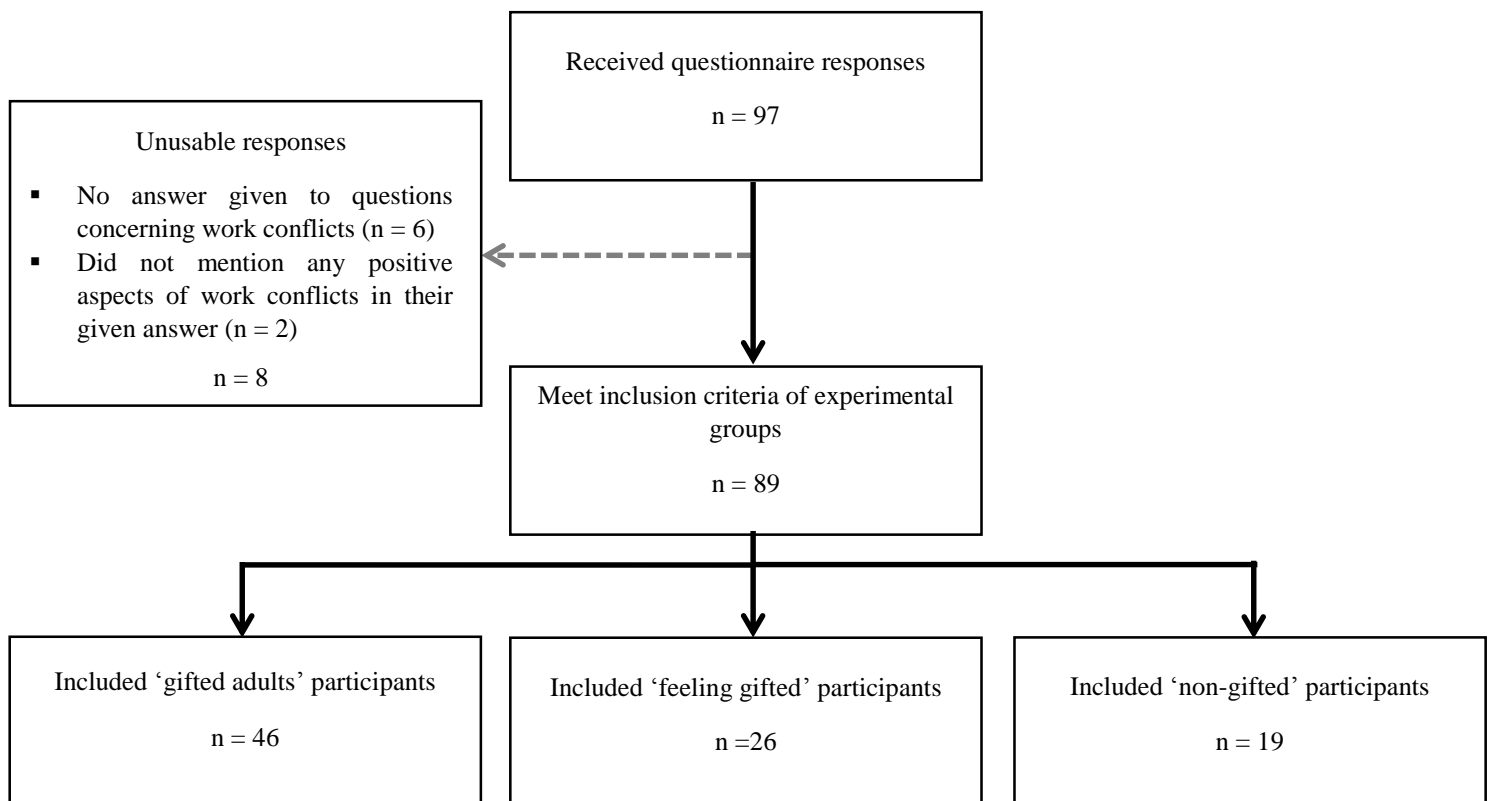 Received questionnaire responses
n = 97
Unusable responses
▪ No answer given to questions
concerning work conflicts (n = 6)
▪ Did not mention any positive
aspects of work conflicts in their
given answer (n = 2)
n = 8
Meet inclusion criteria of experimental
groups
n = 89
Included ‘gifted adults’ participants
n = 46
Included ‘feeling gifted’ participants
n =26
Included ‘non-gifted’ participants
n = 19